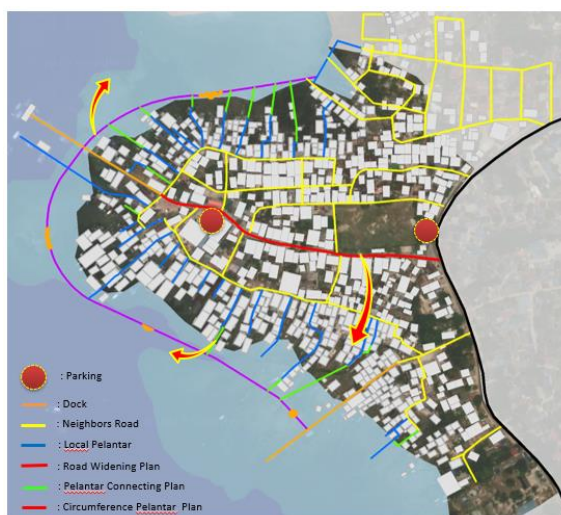 : Parking
: Dock
: Neighbors Road
: Local Pelantar
: Road Widening Plan
: Pelantar Connecting Plan
: Circumference Pelantar Plan